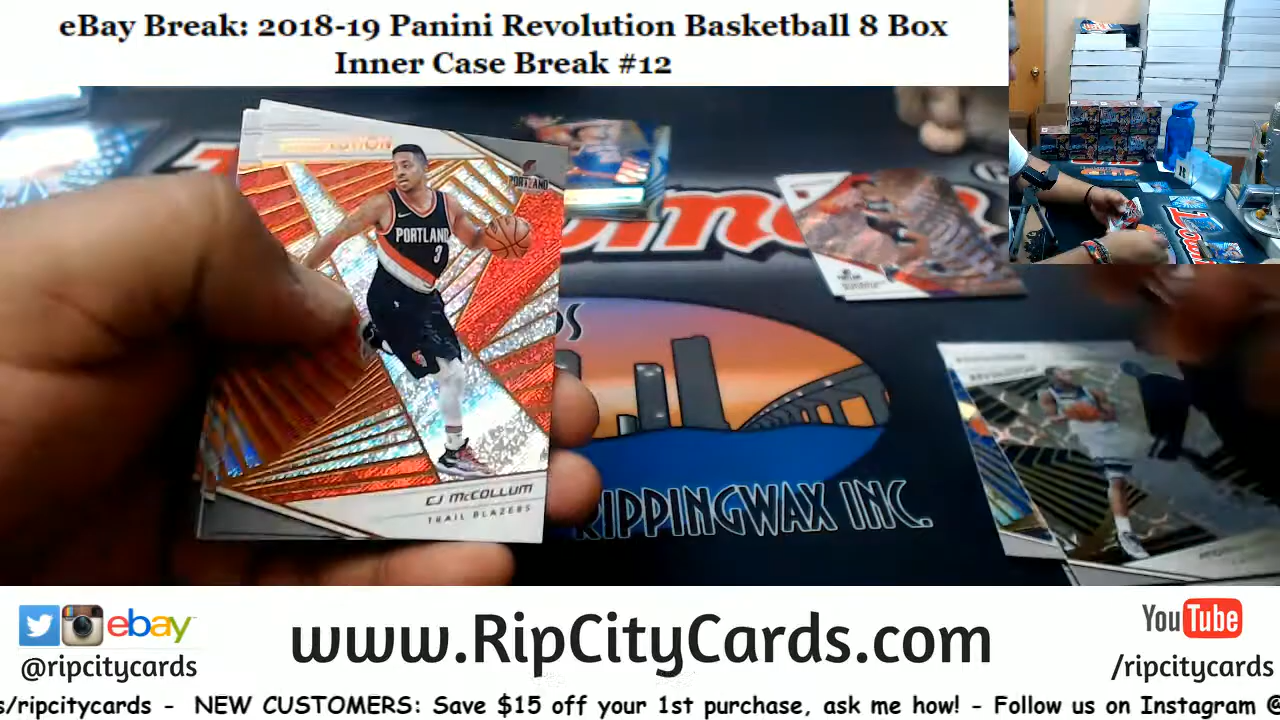 eBay Break: 2018-19 Panini Revolution Basketball 8 Box
Inner Case Break #12
PORTLAND
PORTLAND
3
CJ McCOLLUM
TRAIL BLAZERS
RIPPINGWAX INC.
ebay
@ripcitycards
www.RipCityCards.com
YouTube
/ripcitycards
s/ripcitycards - NEW CUSTOMERS: Save $15 off your 1st purchase, ask me how! - Follow us on Instagram @